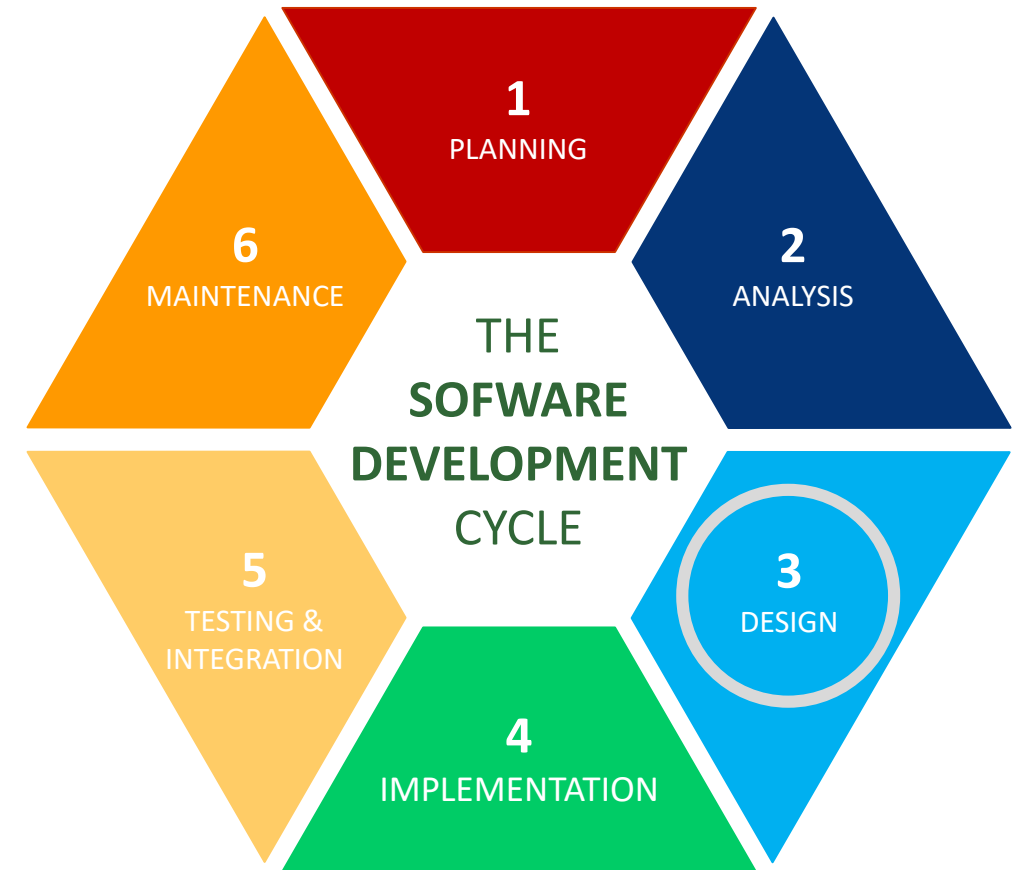 1
PLANNING
2
ANALYSIS
3
DESIGN
4
IMPLEMENTATION
5
TESTING &
INTEGRATION
6
MAINTENANCE
THE
SOFWARE
DEVELOPMENT
CYCLE